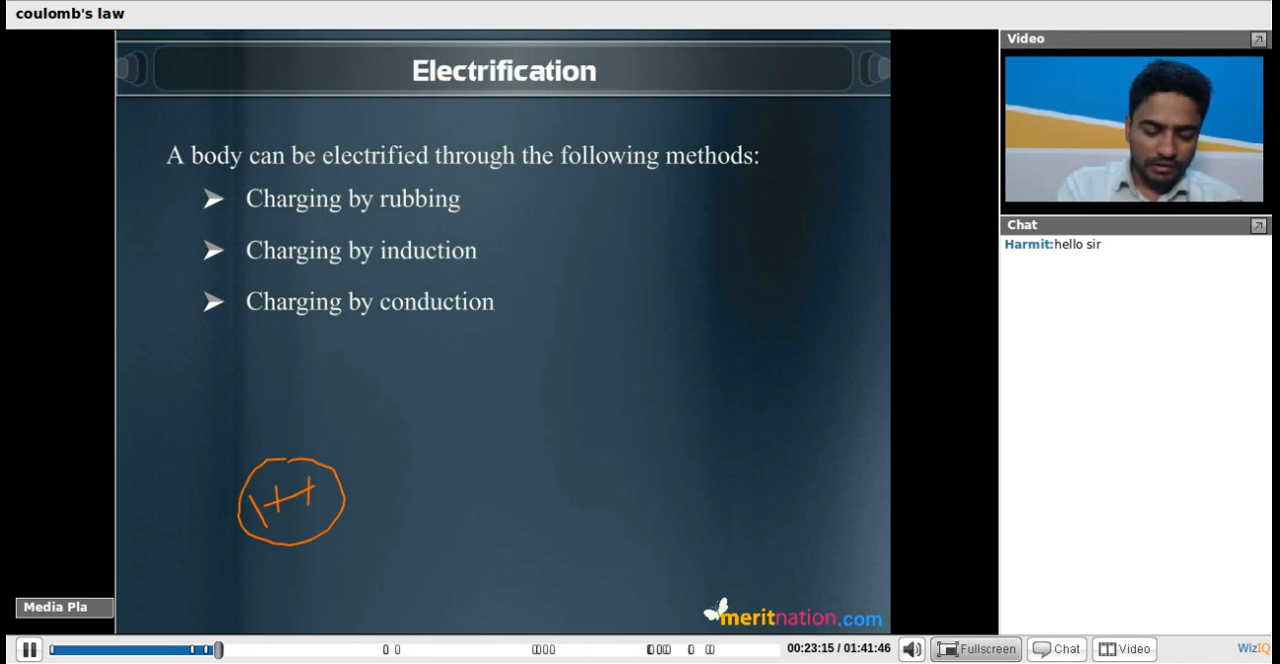 coulomb's law
Electrification
A body can be electrified through the following methods:
Charging by rubbing
Charging by induction
Charging by conduction
meritnation.com
Media Pla
Video
Chat
Harmit:hello sir
00:23:15 / 01:41:46
Fullscreen
Chat
Video
WizIQ